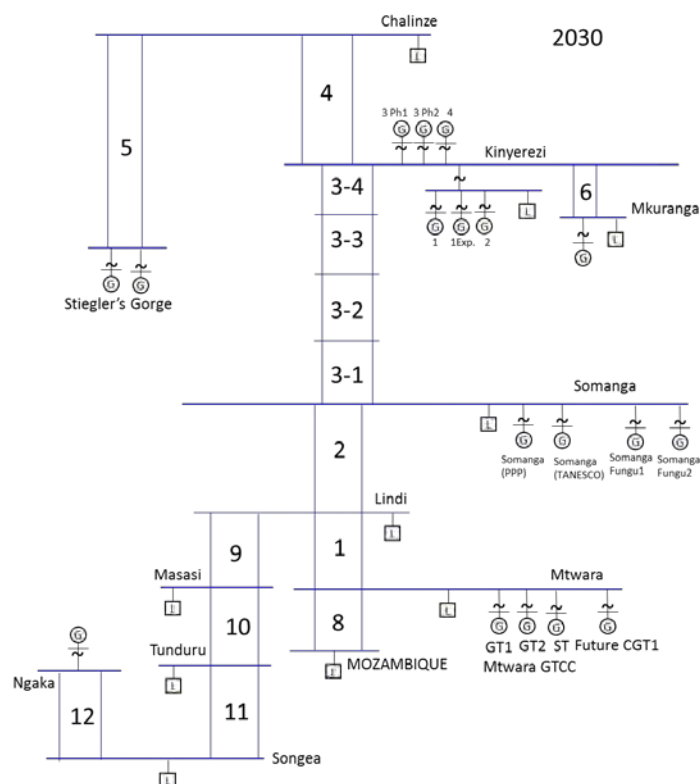 Chalinze
2030
L
4
3 Ph1 3 Ph2 4
G G G
5
Kinyerezi
3-4
6
L
Mkuranga
G G G
1 1Exp. 2
L
G
3-3
G G
Stiegler's Gorge
3-2
3-1
Somanga
L
G G G G
Somanga
(PPP)
Somanga
(TANESCO)
Somanga
Fungu1
Somanga
Fungu2
2
Lindi
L
9
1
Masasi
Mtwara
L
L
10
8
G G G G
GT1 GT2 ST Future CGT1
Mtwara GTCC
G
Tunduru
MOZAMBIQUE
L
L
Ngaka
12
11
Songea
L